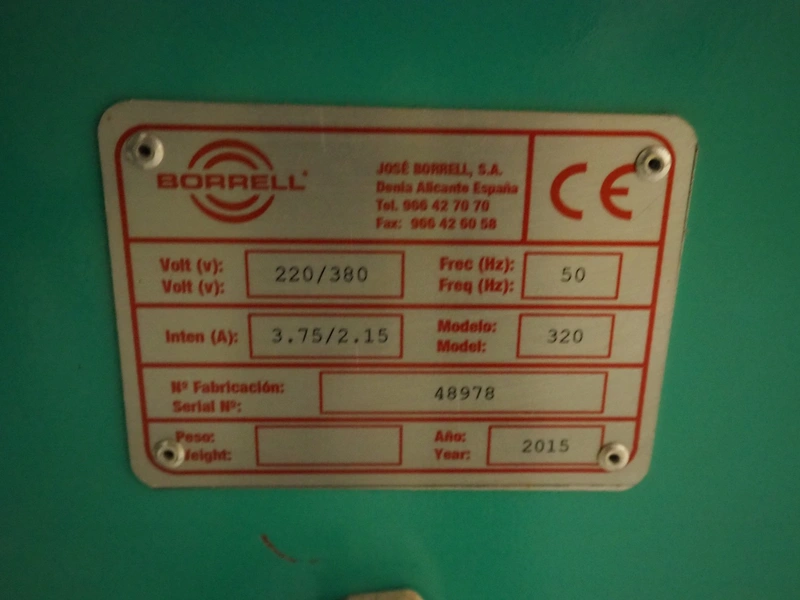 BORRELL
JOSÉ BORRELL, S.A.
Denia Alicante España
Tel. 966 42 70 70
Fax: 966 42 60 58
CE
Volt (v):
Volt (v):
220/380
Frec (Hz):
Freq (Hz):
50
Inten (A):
3.75/2.15
Modelo:
Model:
320
Nº Fabricación:
Serial Nº:
48978
Peso:
Weight:
Año:
Year:
2015